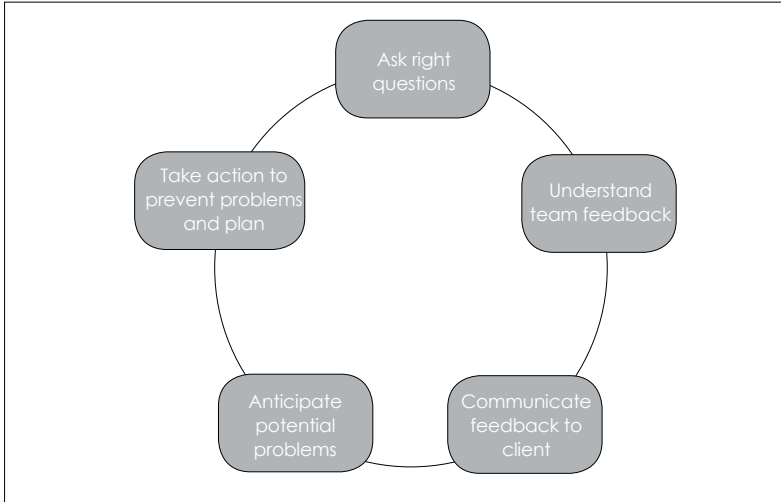 Ask right
questions
Understand
team feedback
Communicate
feedback to
client
Anticipate
potential
problems
Take action to
prevent problems
and plan